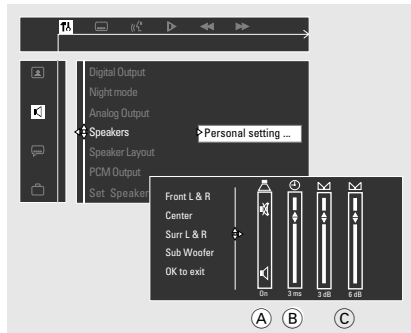 Digital Output
Night mode
Analog Output
Speakers
Personal setting ...
Speaker Layout
PCM Output
Set Speaker
Front L & R
Center
Surr L & R
Sub Woofer
OK to exit
On
3 ms
3 dB
6 dB
A
B
C